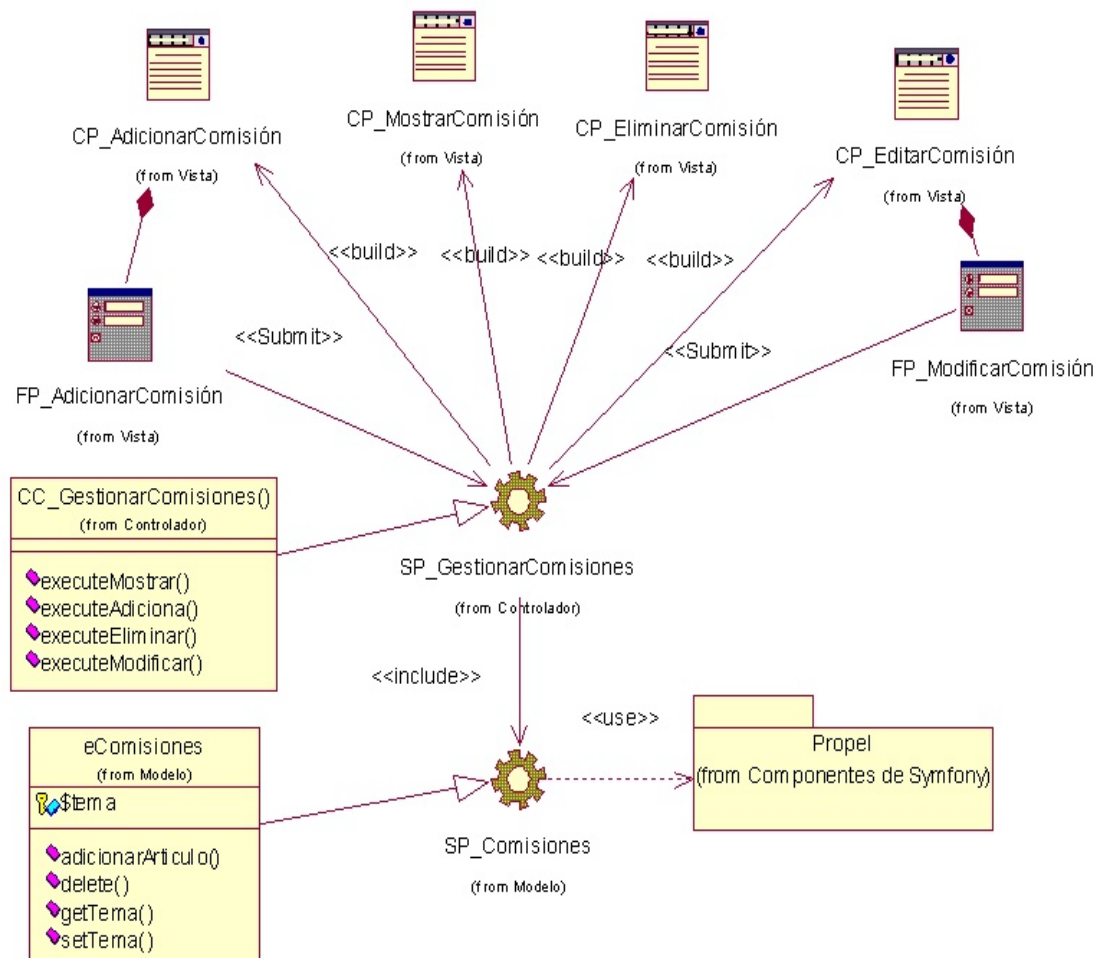 CP_AdicionarComisión
(from Vista)
CP_MostrarComisión
(from Vista)
CP_EliminarComisión
(from Vista)
CP_EditarComisión
(from Vista)
<<build>>
<<build>>
<<build>>
<<build>>
<<Submit>>
<<Submit>>
FP_AdicionarComisión
(from Vista)
FP_ModificarComisión
(from Vista)
CC_GestionarComisiones()
(from Controlador)
executeMostrar()
executeAdiciona()
executeEliminar()
executeModificar()
SP_GestionarComisiones
(from Controlador)
<<include>>
<<use>>
eComisiones
(from Modelo)
$tema
adicionarArticulo()
delete()
getTema()
setTema()
SP_Comisiones
(from Modelo)
Propel
(from Componentes de Symfony)